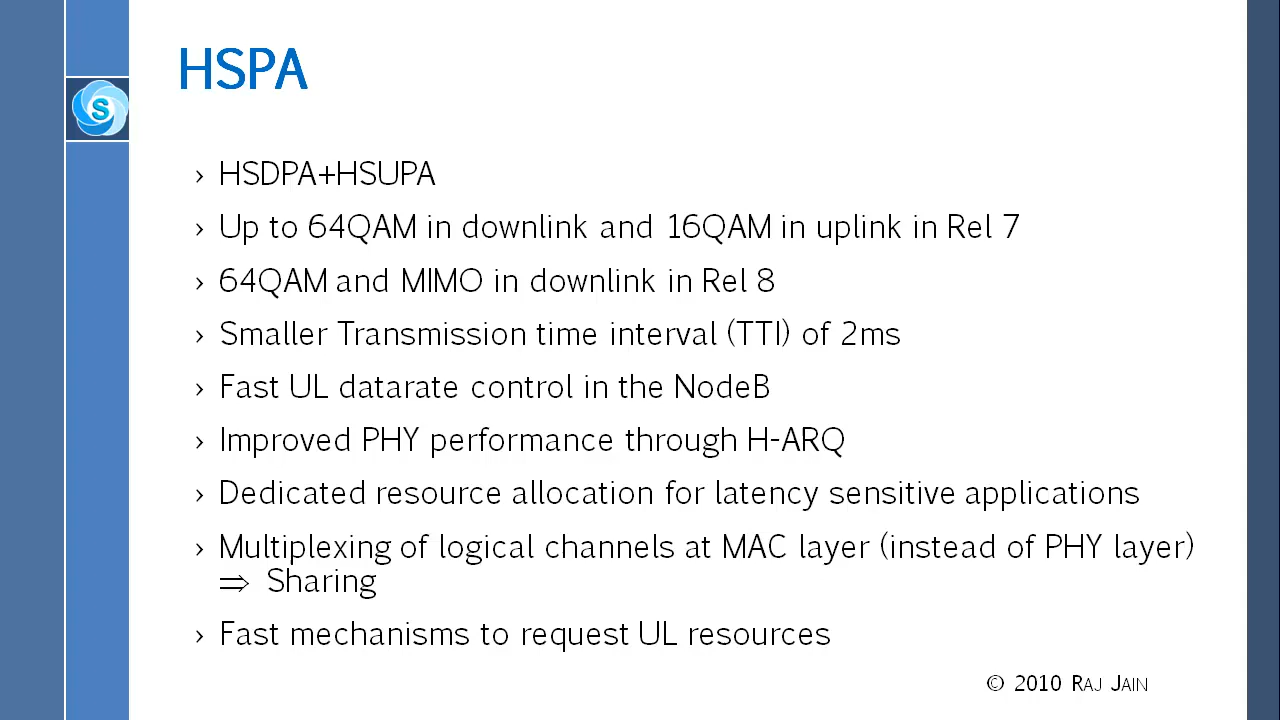 HSPA
S
› HSDPA+HSUPA
› Up to 64QAM in downlink and 16QAM in uplink in Rel 7
› 64QAM and MIMO in downlink in Rel 8
› Smaller Transmission time interval (TTI) of 2ms
› Fast UL datarate control in the NodeB
› Improved PHY performance through H-ARQ
› Dedicated resource allocation for latency sensitive applications
› Multiplexing of logical channels at MAC layer (instead of PHY layer)
⇒ Sharing
› Fast mechanisms to request UL resources
© 2010 RAJ JAIN